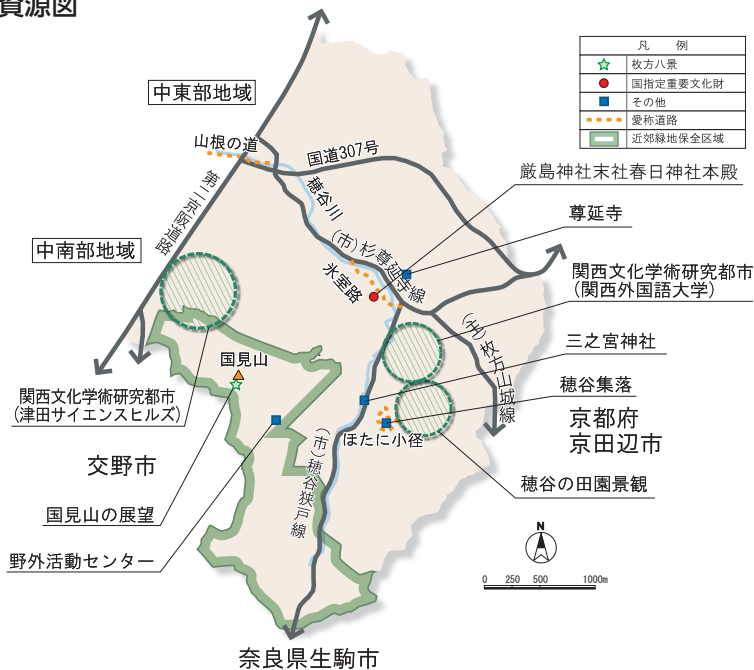 資源図
凡 例
枚方八景
国指定重要文化財
その他
愛称道路
近郊緑地保全区域
中東部地域
山根の道
国道307号
第二京阪道路
穂谷川
厳島神社末社春日神社本殿
尊延寺
(市)杉尊延寺線
中南部地域
氷室路
関西文化学術研究都市
(関西外国語大学)
(主)枚方山城線
三之宮神社
国見山
穂谷集落
関西文化学術研究都市
(津田サイエンスヒルズ)
京都府
京田辺市
ほたに小径
(市)穂谷狭戸線
交野市
穂谷の田園景観
国見山の展望
野外活動センター
N
0 250 500 1000m
奈良県生駒市